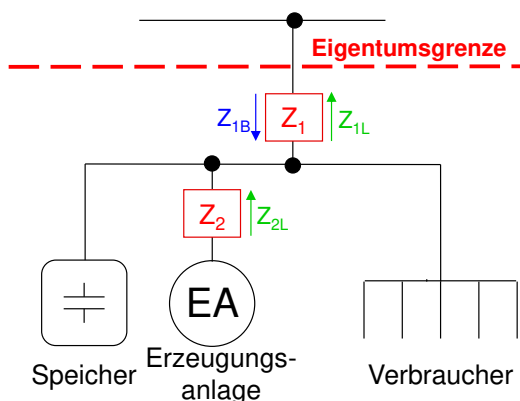 Eigentumsgrenze
Z1B Z1 Z1L
Z2 Z2L
EA
Speicher
Erzeugungs-
anlage
Verbraucher